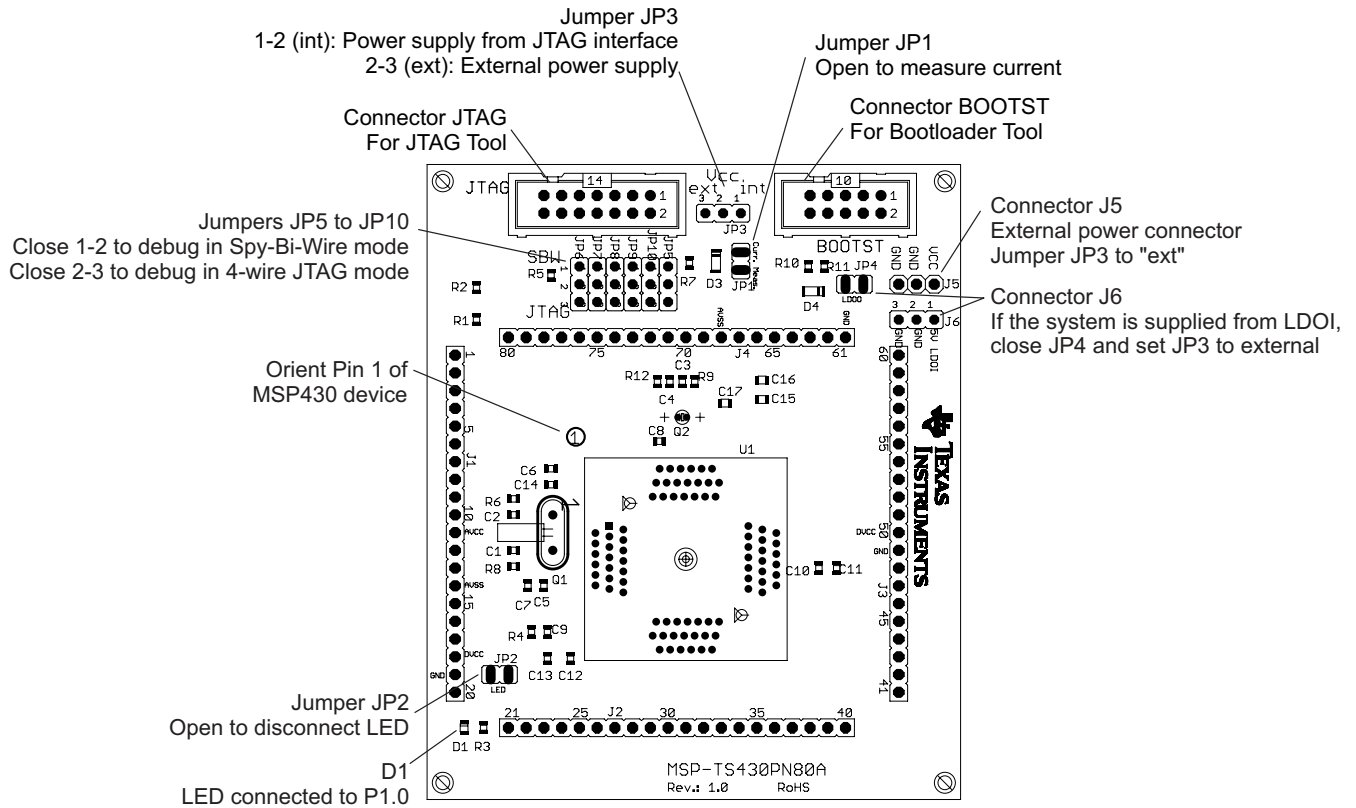 Jumper JP3
1-2 (int): Power supply from JTAG interface
2-3 (ext): External power supply
Jumper JP1
Open to measure current
Connector JTAG
For JTAG Tool
Connector BOOTST
For Bootloader Tool
Jumpers JP5 to JP10
Close 1-2 to debug in Spy-Bi-Wire mode
Close 2-3 to debug in 4-wire JTAG mode
Connector J5
External power connector
Jumper JP3 to "ext"
Connector J6
If the system is supplied from LDOI,
close JP4 and set JP3 to external
Orient Pin 1 of
MSP430 device
Jumper JP2
Open to disconnect LED
D1
LED connected to P1.0
JTAG
14
1
2
Vcc
ext int
3 2 1
JP3
10
1
2
BOOTST
SBW
JP6
JP7
JP8
JP9
JP10
JP5
1
2
3
JTAG
R5
R7
D3
JP1
Curr. Meas.
R10
R11
JP4
LDOO
D4
GND
GND
VCC
J5
3 2 1
J6
GND
GND
5V LDOI
R2
R1
80 75 70 J4 65 61
AVSS
GND
1
5
J1
10
AVCC
AVSS
15
DVCC
GND
20
60
55
DVCC
50
GND
J3
45
41
C3
R12
R9
C4
C17
C16
C15
Q2
C8
1
U1
C6
C14
R6
C2
C1
R8
Q1
C7 C5
R4
C9
C13 C12
C10
C11
JP2
LED
D1 R3
21 25 J2 30 35 40
TEXAS
INSTRUMENTS
MSP-TS430PN80A
Rev.: 1.0 RoHS